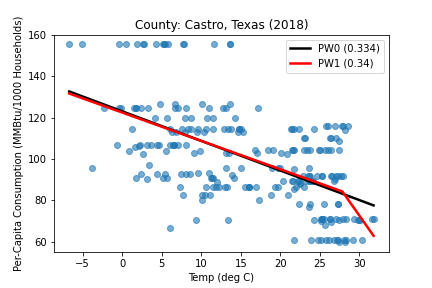 County: Castro, Texas (2018)
Per-Capita Consumption (MMBtu/1000 Households)
160
140
120
100
80
60
PW0 (0.334)
PW1 (0.34)
−5 0 5 10 15 20 25 30
Temp (deg C)